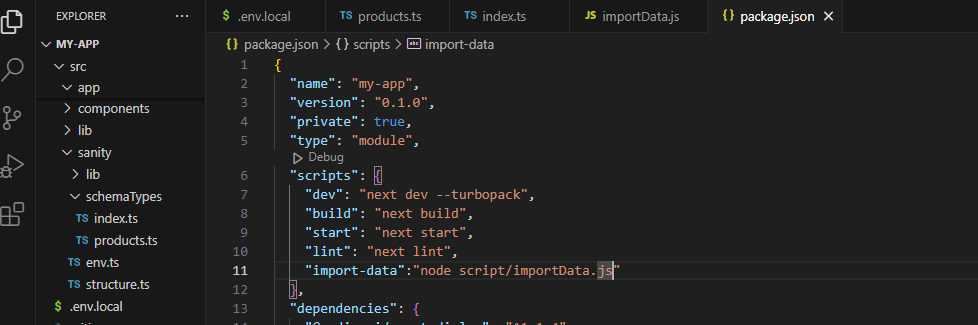 EXPLORER ...
MY-APP
src
app
components
lib
sanity
lib
schemaTypes
TS index.ts
TS products.ts
TS env.ts
TS structure.ts
$ .env.local
$ .env.local
TS products.ts
TS index.ts
JS importData.js
{} package.json ×
{} package.json > {} scripts > abc import-data
1 {
2 "name": "my-app",
3 "version": "0.1.0",
4 "private": true,
5 "type": "module",
Debug
6 "scripts": {
7 "dev": "next dev --turbopack",
8 "build": "next build",
9 "start": "next start",
10 "lint": "next lint",
11 "import-data":"node script/importData.js"
12 },
13 "dependencies": {